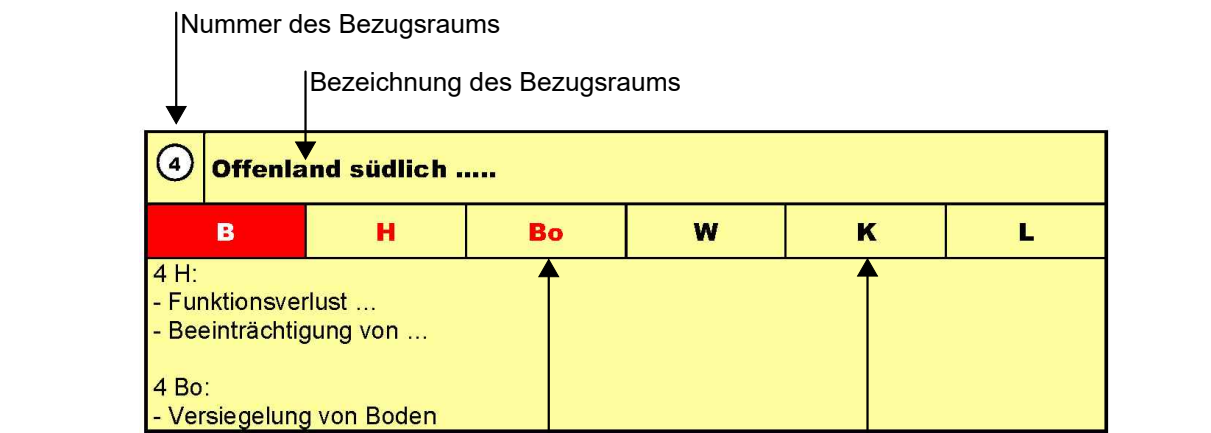 Nummer des Bezugsraums
Bezeichnung des Bezugsraums
4 Offenland südlich .....
B H Bo W K L
4 H:
- Funktionsverlust ...
- Beeinträchtigung von ...
4 Bo:
- Versiegelung von Boden